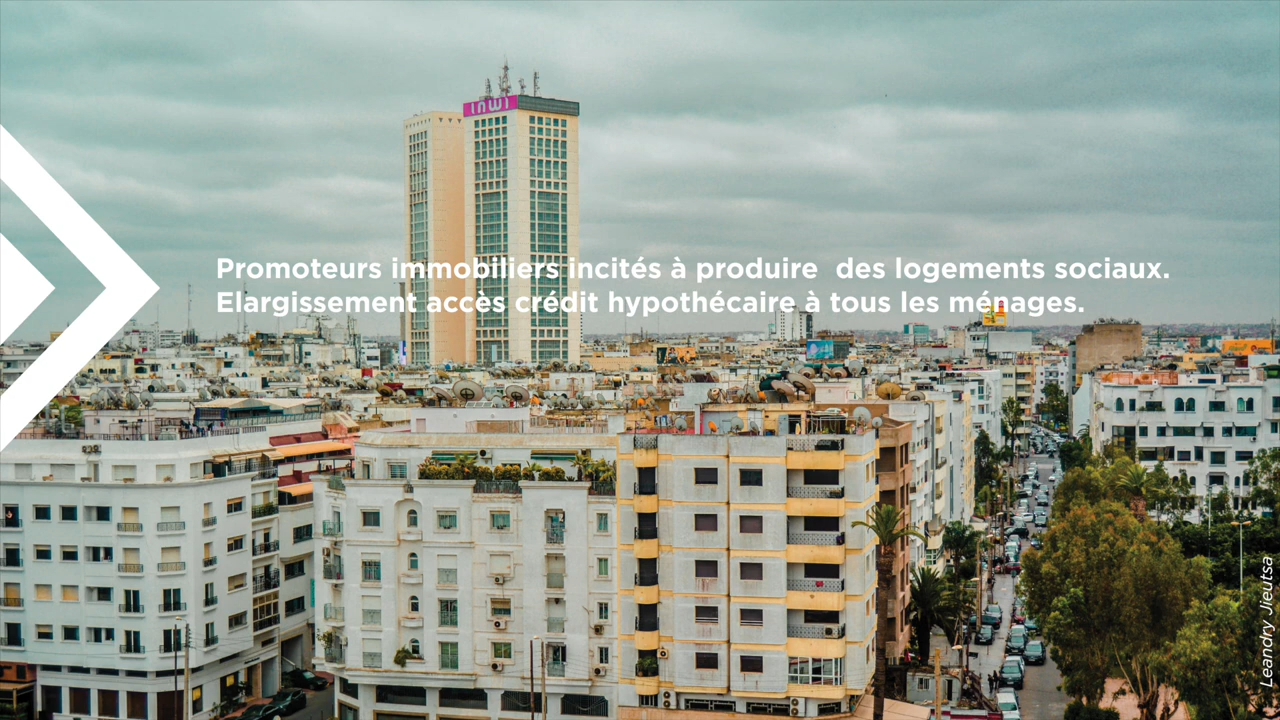 inwi
Promoteurs immobiliers incités à produire  des logements sociaux.
Elargissement accès crédit hypothécaire à tous les ménages.
Leandry Jieutsa